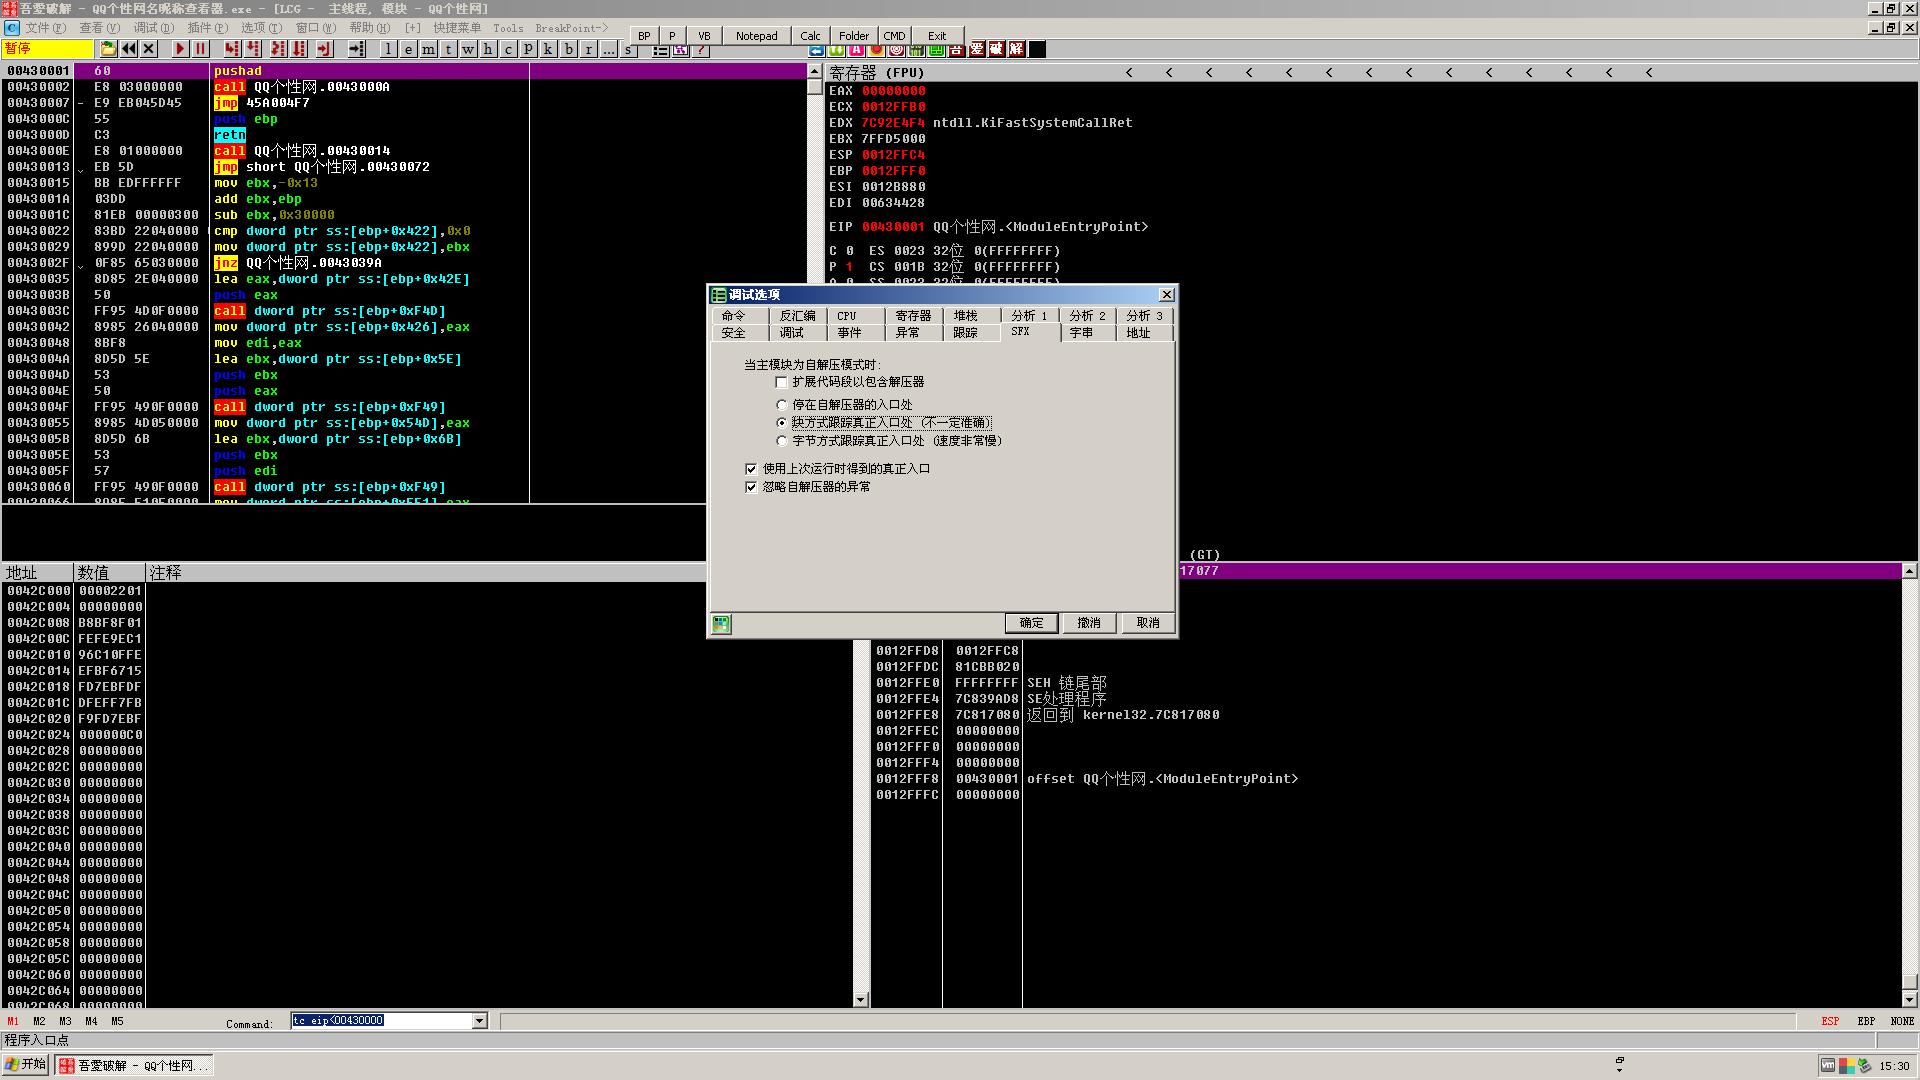 吾愛破解 - QQ个性网名昵称查看器.exe - [LCG -  主线程, 模块 - QQ个性网]
文件(F) 查看(V) 调试(D) 插件(P) 选项(T) 窗口(W) 帮助(H) [+] 快捷菜单 Tools BreakPoint->
BP P VB Notepad Calc Folder CMD Exit
暂停 l e m t w h c p k b r ... s 吾 爱 破 解
00430001 60 pushad
00430002 E8 03000000 call QQ个性网.0043000A
00430007 - E9 EB045D45 jmp 45A004F7
0043000C 55 push ebp
0043000D C3 retn
0043000E E8 01000000 call QQ个性网.00430014
00430013 EB 5D jmp short QQ个性网.00430072
00430015 BB EDFFFFFF mov ebx,-0x13
0043001A 03DD add ebx,ebp
0043001C 81EB 00000300 sub ebx,0x30000
00430022 83BD 22040000 cmp dword ptr ss:[ebp+0x422],0x0
00430029 899D 22040000 mov dword ptr ss:[ebp+0x422],ebx
0043002F 0F85 65030000 jnz QQ个性网.0043039A
00430035 8D85 2E040000 lea eax,dword ptr ss:[ebp+0x42E]
0043003B 50 push eax
0043003C FF95 4D0F0000 call dword ptr ss:[ebp+0xF4D]
00430042 8985 26040000 mov dword ptr ss:[ebp+0x426],eax
00430048 8BF8 mov edi,eax
0043004A 8D5D 5E lea ebx,dword ptr ss:[ebp+0x5E]
0043004D 53 push ebx
0043004E 50 push eax
0043004F FF95 490F0000 call dword ptr ss:[ebp+0xF49]
00430055 8985 4D050000 mov dword ptr ss:[ebp+0x54D],eax
0043005B 8D5D 6B lea ebx,dword ptr ss:[ebp+0x6B]
0043005E 53 push ebx
0043005F 57 push edi
00430060 FF95 490F0000 call dword ptr ss:[ebp+0xF49]
寄存器 (FPU) < < < < < < < < < < < < < <
EAX 00000000
ECX 0012FFB0
EDX 7C92E4F4 ntdll.KiFastSystemCallRet
EBX 7FFD5000
ESP 0012FFC4
EBP 0012FFF0
ESI 0012B880
EDI 00634428
EIP 00430001 QQ个性网.<ModuleEntryPoint>
C 0 ES 0023 32位 0(FFFFFFFF)
P 1 CS 001B 32位 0(FFFFFFFF)
调试选项
命令 反汇编 CPU 寄存器 堆栈 分析 1 分析 2 分析 3
安全 调试 事件 异常 跟踪 SFX 字串 地址
当主模块为自解压模式时:
扩展代码段以包含解压器
停在自解压器的入口处
块方式跟踪真正入口处 (不一定准确)
字节方式跟踪真正入口处 (速度非常慢)
使用上次运行时得到的真正入口
忽略自解压器的异常
确定 撤消 取消
(GT)
17077
地址 数值 注释
0042C000 00002201
0042C004 00000000
0042C008 B8BF8F01
0042C00C FEFE9EC1
0042C010 96C10FFE
0042C014 EFBF6715
0042C018 FD7EBFDF
0042C01C DFEFF7FB
0042C020 F9FD7EBF
0042C024 000000C0
0042C028 00000000
0042C02C 00000000
0042C030 00000000
0042C034 00000000
0042C038 00000000
0042C03C 00000000
0042C040 00000000
0042C044 00000000
0042C048 00000000
0042C04C 00000000
0042C050 00000000
0042C054 00000000
0042C058 00000000
0042C05C 00000000
0042C060 00000000
0042C064 00000000
0012FFD8 0012FFC8
0012FFDC 81CBB020
0012FFE0 FFFFFFFF SEH 链尾部
0012FFE4 7C839AD8 SE处理程序
0012FFE8 7C817080 返回到 kernel32.7C817080
0012FFEC 00000000
0012FFF0 00000000
0012FFF4 00000000
0012FFF8 00430001 offset QQ个性网.<ModuleEntryPoint>
0012FFFC 00000000
M1 M2 M3 M4 M5 Command: tc eip<00430000 ESP EBP NONE
程序入口点
开始 吾愛破解 - QQ个性网... 15:30